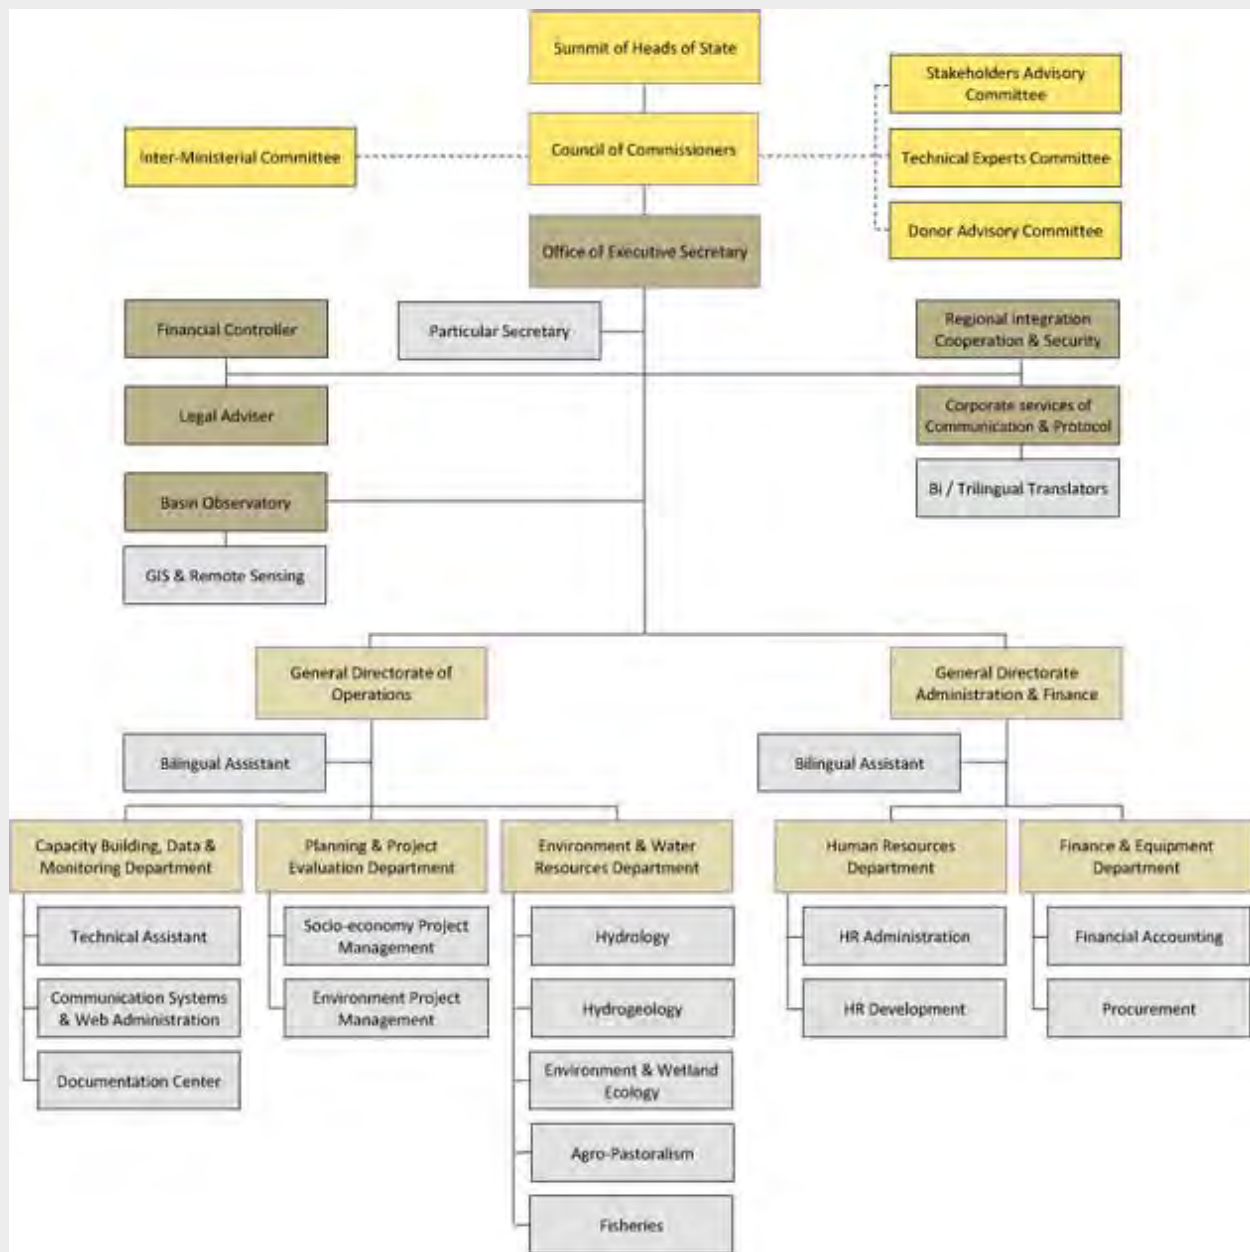 Summit of Heads of State
Stakeholders Advisory
Committee
Inter-Ministerial Committee
Council of Commissioners
Technical Experts Committee
Donor Advisory Committee
Office of Executive Secretary
Financial Controller
Particular Secretary
Regional Integration
Cooperation & Security
Legal Adviser
Corporate services of
Communication & Protocol
Basin Observatory
Bi / Trilingual Translators
GIS & Remote Sensing
General Directorate of
Operations
General Directorate
Administration & Finance
Bilingual Assistant
Bilingual Assistant
Capacity Building, Data &
Monitoring Department
Planning & Project
Evaluation Department
Environment & Water
Resources Department
Human Resources
Department
Finance & Equipment
Department
Technical Assistant
Socio-economy Project
Management
Hydrology
HR Administration
Financial Accounting
Communication Systems
& Web Administration
Environment Project
Management
Hydrogeology
HR Development
Procurement
Documentation Center
Environment & Wetland
Ecology
Agro-Pastoralism
Fisheries